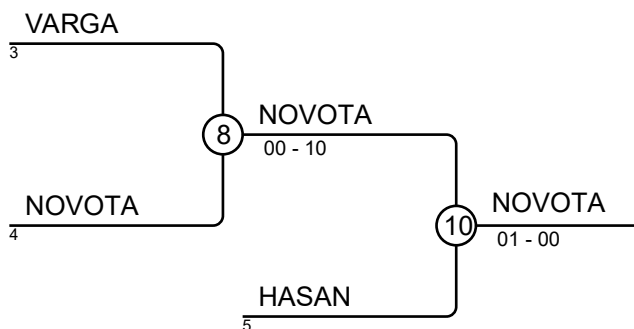 VARGA
3
8
NOVOTA
00 - 10
NOVOTA
4
10
NOVOTA
01 - 00
HASAN
5